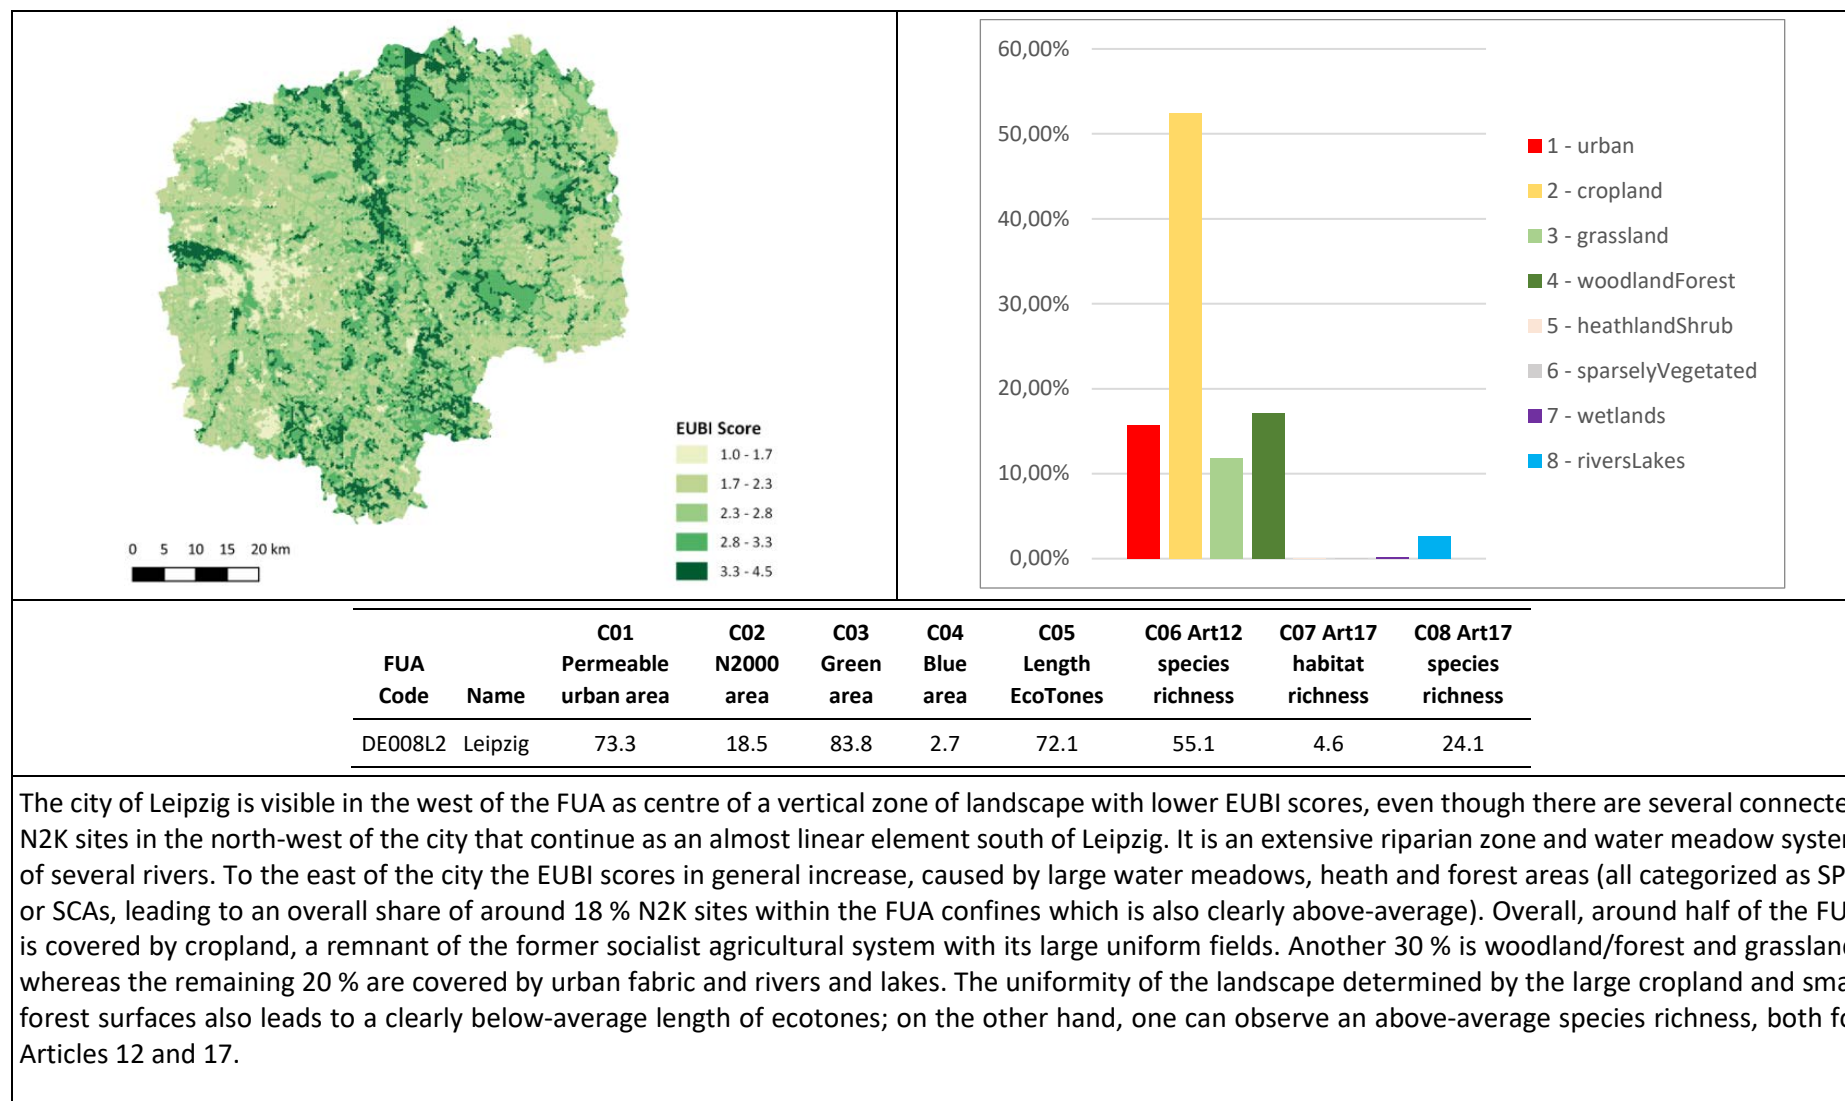 EUBI Score
1.0 - 1.7
1.7 - 2.3
2.3 - 2.8
2.8 - 3.3
3.3 - 4.5
0 5 10 15 20 km
60,00%
50,00%
40,00%
30,00%
20,00%
10,00%
0,00%
1 - urban
2 - cropland
3 - grassland
4 - woodlandForest
5 - heathlandShrub
6 - sparselyVegetated
7 - wetlands
8 - riversLakes
FUA Code Name C01 Permeable urban area C02 N2000 area C03 Green area C04 Blue area C05 Length EcoTones C06 Art12 species richness C07 Art17 habitat richness C08 Art17 species richness
DE008L2 Leipzig 73.3 18.5 83.8 2.7 72.1 55.1 4.6 24.1
The city of Leipzig is visible in the west of the FUA as centre of a vertical zone of landscape with lower EUBI scores, even though there are several connecte
N2K sites in the north-west of the city that continue as an almost linear element south of Leipzig. It is an extensive riparian zone and water meadow syster
of several rivers. To the east of the city the EUBI scores in general increase, caused by large water meadows, heath and forest areas (all categorized as SP
or SCAs, leading to an overall share of around 18 % N2K sites within the FUA confines which is also clearly above-average). Overall, around half of the FU
is covered by cropland, a remnant of the former socialist agricultural system with its large uniform fields. Another 30 % is woodland/forest and grassland
whereas the remaining 20 % are covered by urban fabric and rivers and lakes. The uniformity of the landscape determined by the large cropland and sma
forest surfaces also leads to a clearly below-average length of ecotones; on the other hand, one can observe an above-average species richness, both fo
Articles 12 and 17.